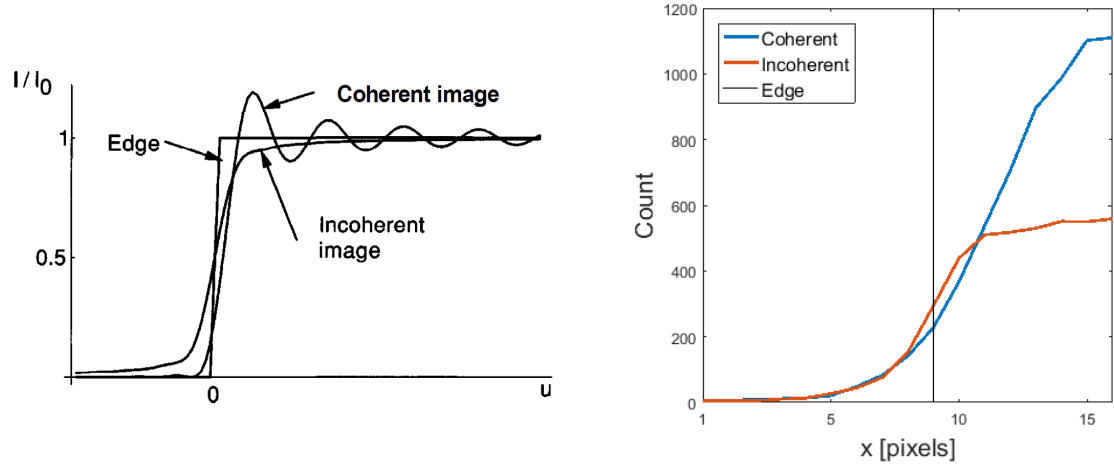 I / I0
Coherent image
1
Edge
Incoherent
image
0.5
0
u
1200
1000
800
600
400
200
0
Count
Coherent
Incoherent
Edge
1
5
10
15
x [pixels]